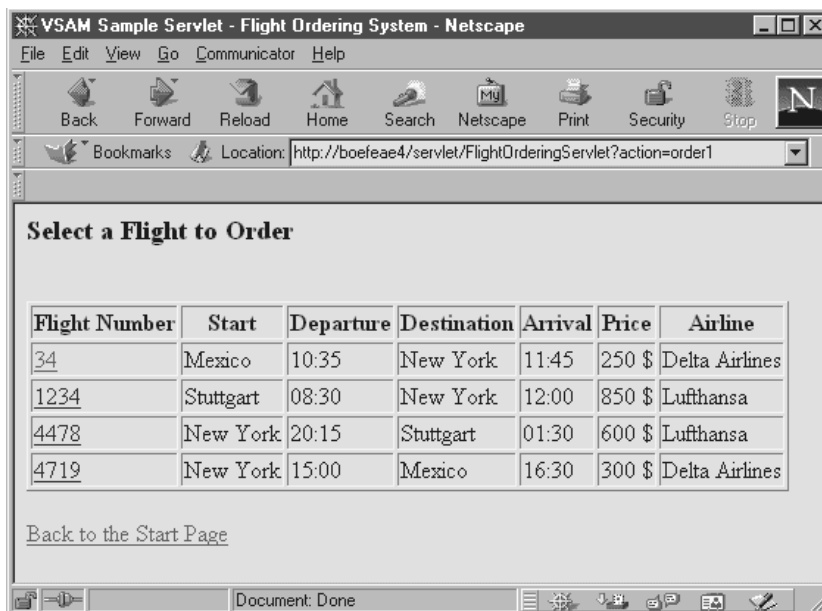 VSAM Sample Servlet - Flight Ordering System - Netscape
File Edit View Go Communicator Help
Back Forward Reload Home Search Netscape Print Security Stop
My
N
Bookmarks Location: http://boefeae4/servlet/FlightOrderingServlet?action=order1
Select a Flight to Order
Flight Number Start Departure Destination Arrival Price Airline
34 Mexico 10:35 New York 11:45 250 $ Delta Airlines
1234 Stuttgart 08:30 New York 12:00 850 $ Lufthansa
4478 New York 20:15 Stuttgart 01:30 600 $ Lufthansa
4719 New York 15:00 Mexico 16:30 300 $ Delta Airlines
Back to the Start Page
Document: Done